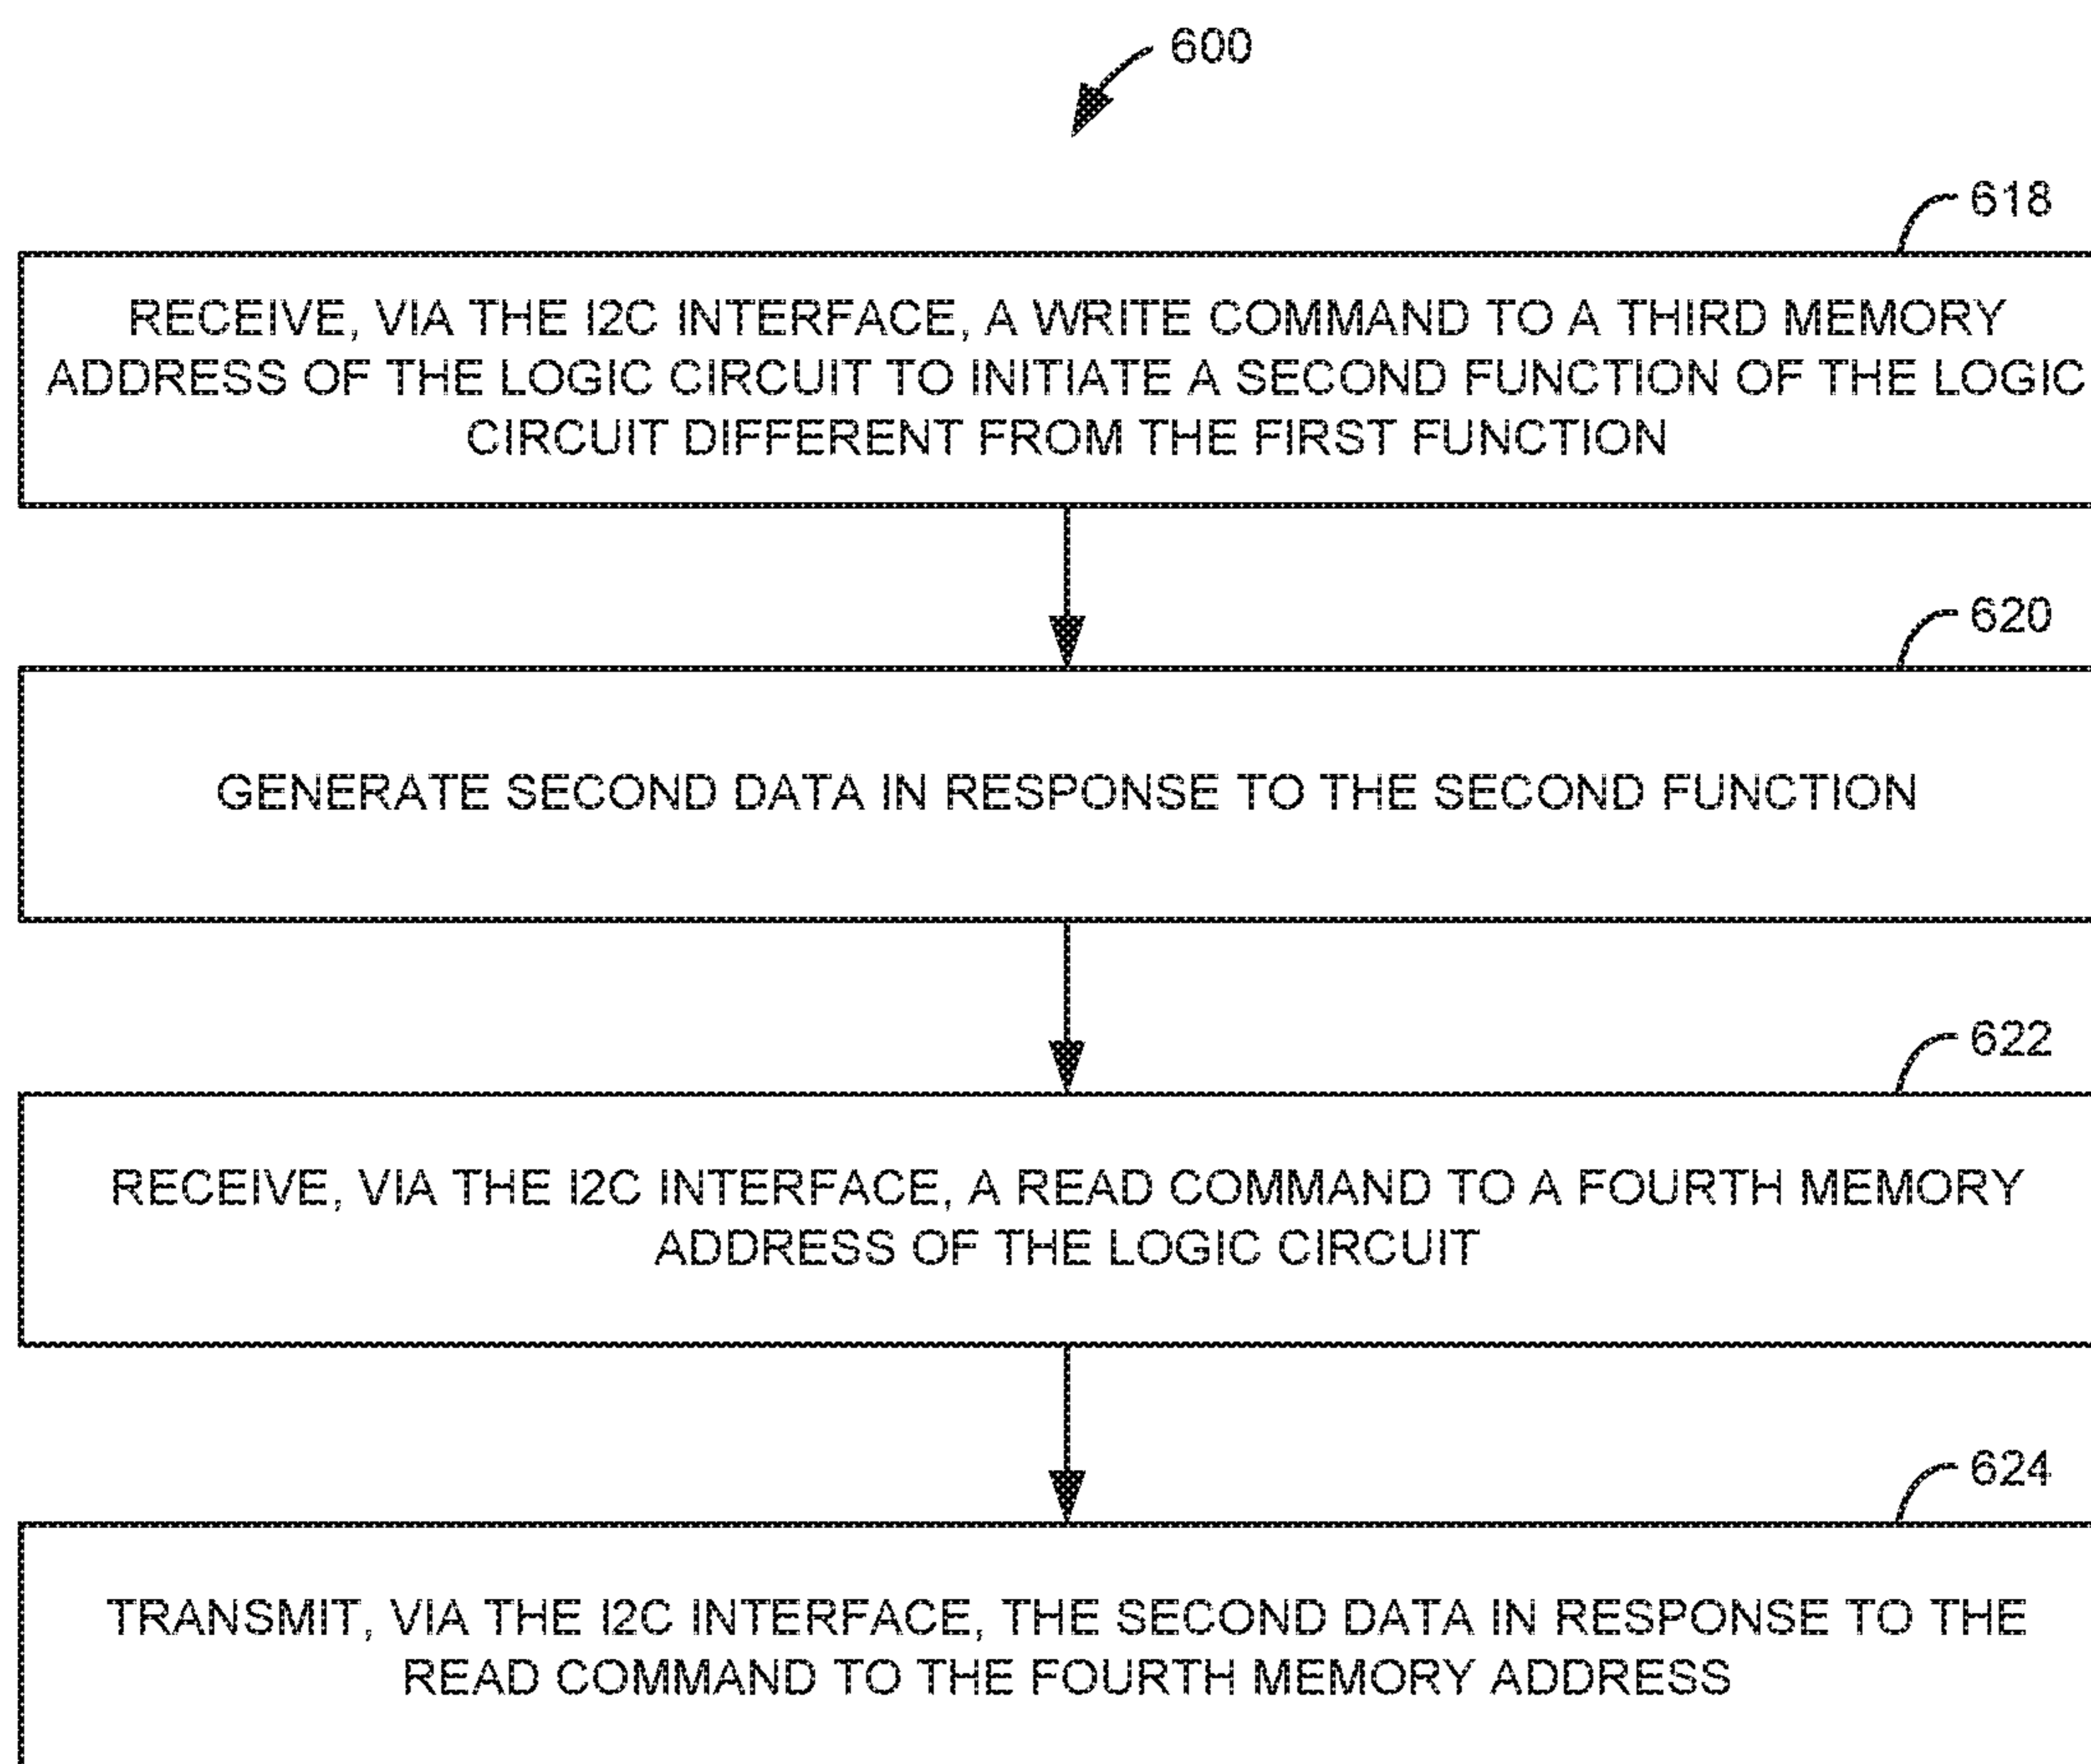 600
618
RECEIVE, VIA THE I2C INTERFACE, A WRITE COMMAND TO A THIRD MEMORY
ADDRESS OF THE LOGIC CIRCUIT TO INITIATE A SECOND FUNCTION OF THE LOGIC
CIRCUIT DIFFERENT FROM THE FIRST FUNCTION
620
GENERATE SECOND DATA IN RESPONSE TO THE SECOND FUNCTION
622
RECEIVE, VIA THE I2C INTERFACE, A READ COMMAND TO A FOURTH MEMORY
ADDRESS OF THE LOGIC CIRCUIT
624
TRANSMIT, VIA THE I2C INTERFACE, THE SECOND DATA IN RESPONSE TO THE
READ COMMAND TO THE FOURTH MEMORY ADDRESS